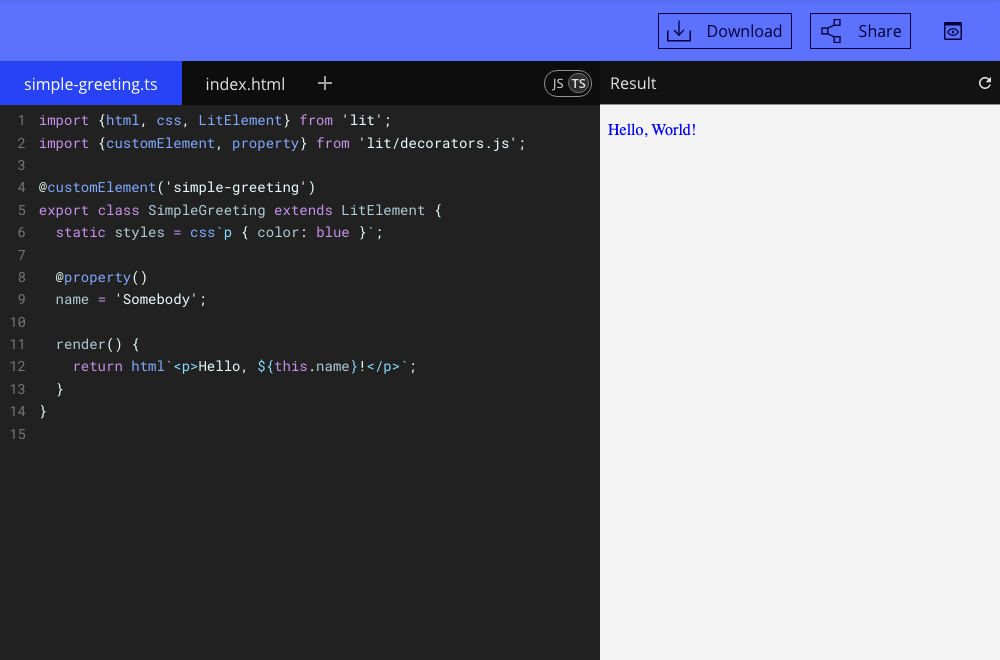 Download Share
simple-greeting.ts index.html + JS TS Result
1 import {html, css, LitElement} from 'lit';
2 import {customElement, property} from 'lit/decorators.js';
3
4 @customElement('simple-greeting')
5 export class SimpleGreeting extends LitElement {
6   static styles = css`p { color: blue }`;
7
8   @property()
9   name = 'Somebody';
10
11   render() {
12     return html`<p>Hello, ${this.name}!</p>`;
13   }
14 }
15
Hello, World!